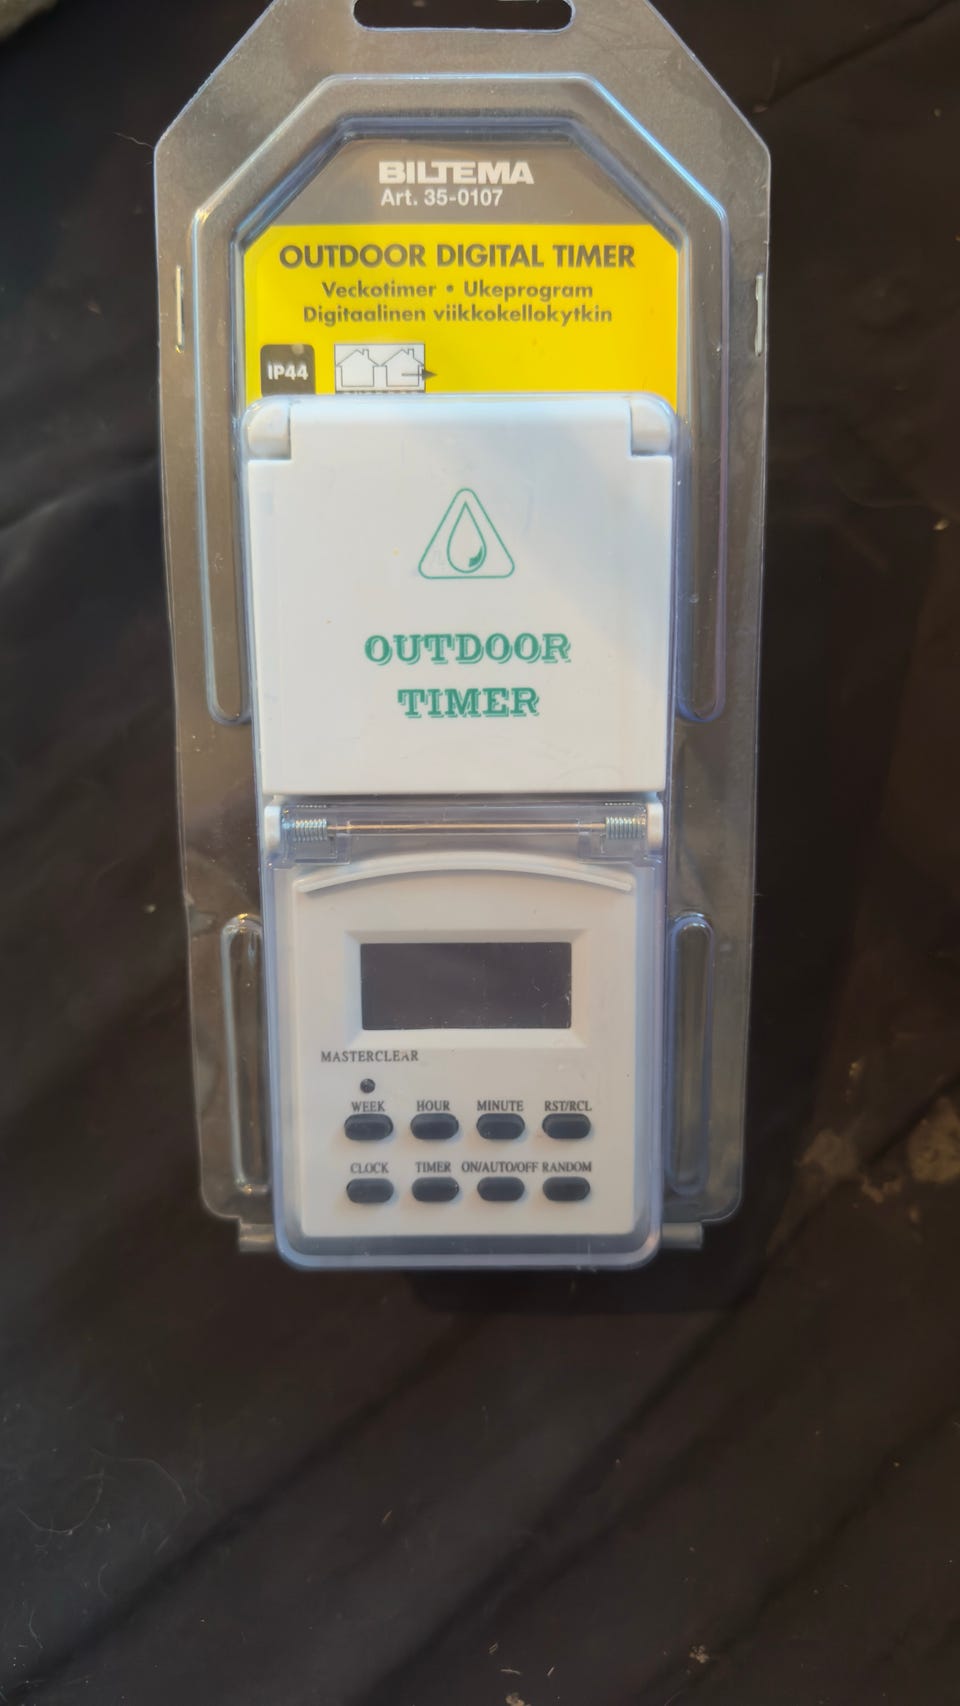 BILTEMA
Art. 35-0107
OUTDOOR DIGITAL TIMER
Veckotimer • Ukeprogram
Digitaalinen viikkokellokytkin
IP44
OUTDOOR
TIMER
MASTERCLEAR
WEEK HOUR MINUTE RST/RCL
CLOCK TIMER ON/AUTO/OFF RANDOM